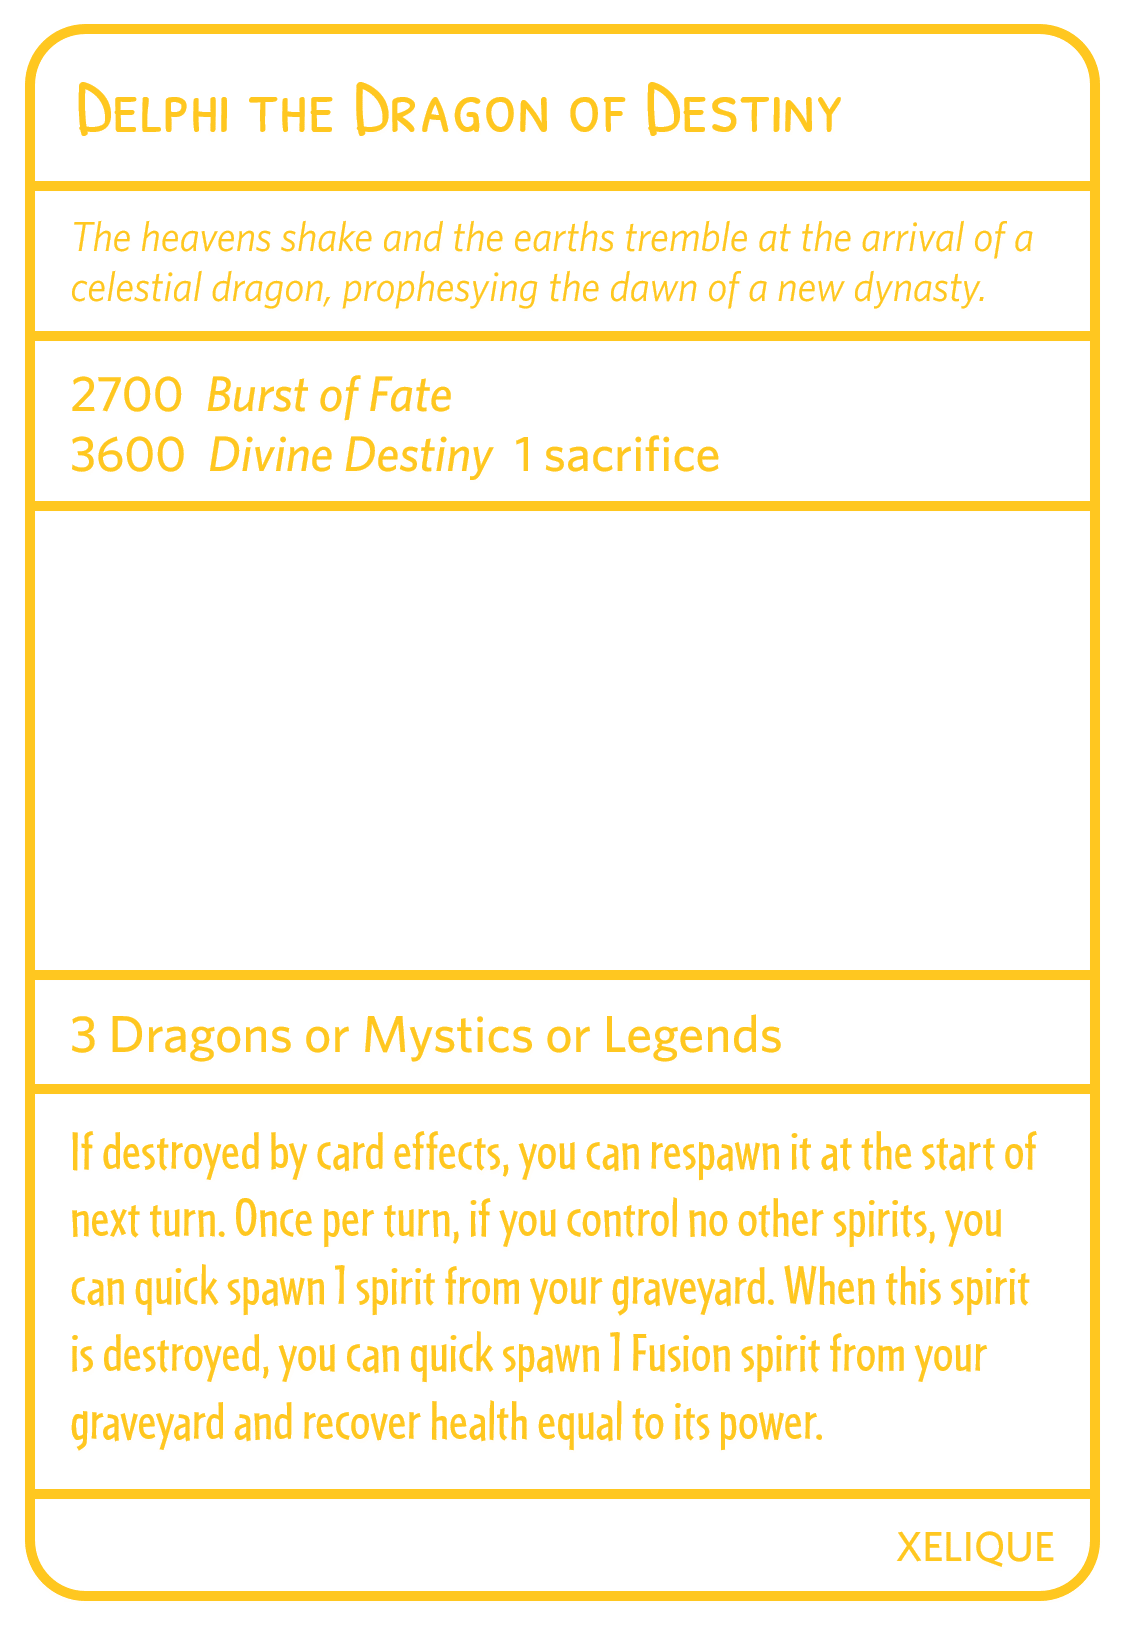 Delphi the Dragon of Destiny
The heavens shake and the earths tremble at the arrival of a
celestial dragon, prophesying the dawn of a new dynasty.
2700 Burst of Fate
3600 Divine Destiny 1 sacrifice
3 Dragons or Mystics or Legends
If destroyed by card effects, you can respawn it at the start of
next turn. Once per turn, if you control no other spirits, you
can quick spawn 1 spirit from your graveyard. When this spirit
is destroyed, you can quick spawn 1 Fusion spirit from your
graveyard and recover health equal to its power.
XELIQUE